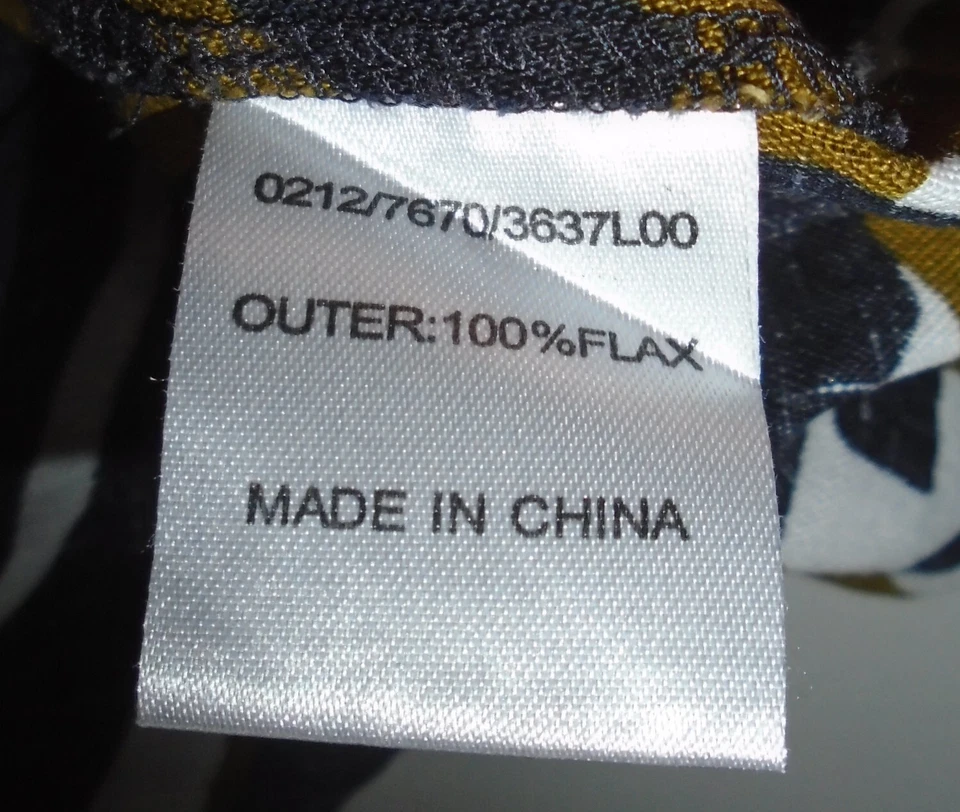 0212/7670/3637L00
OUTER:100%FLAX
MADE IN CHINA